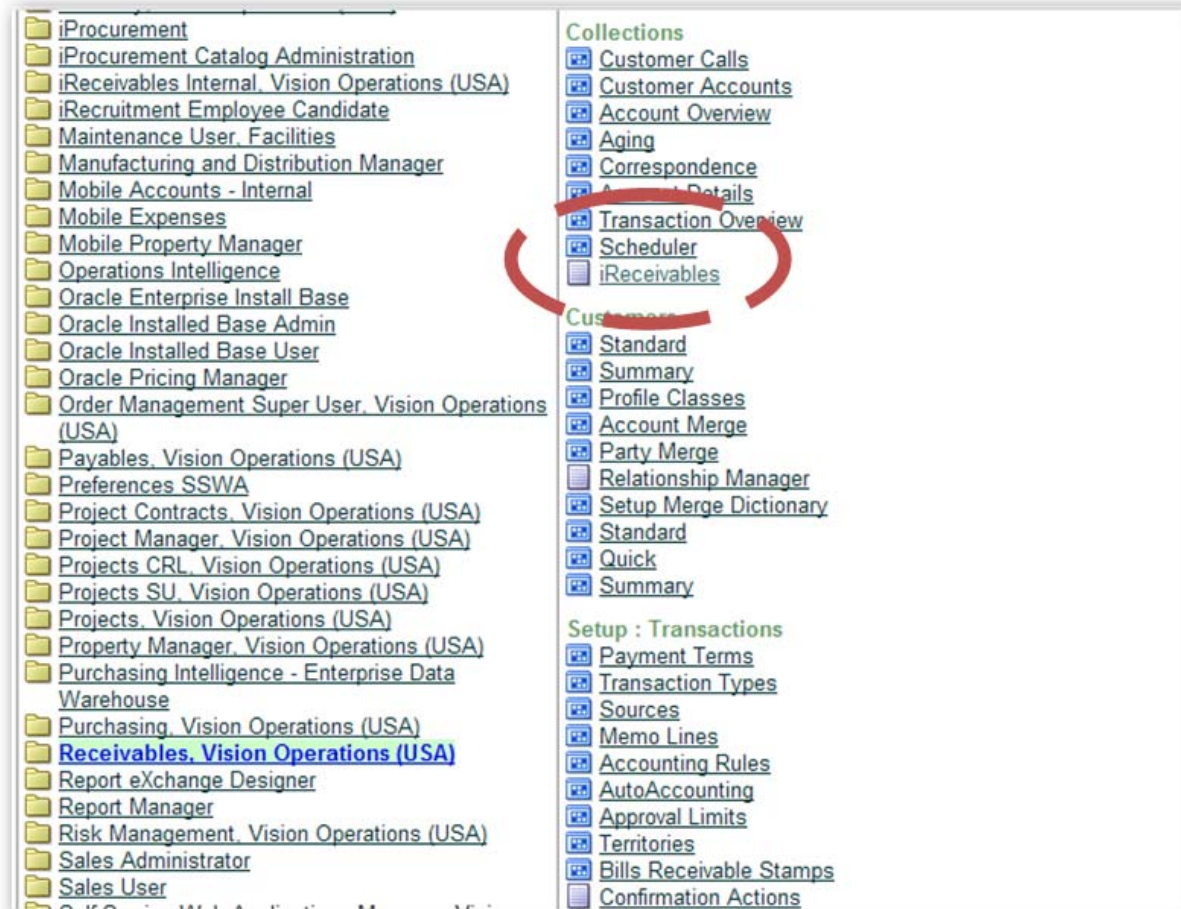 iProcurement
iProcurement Catalog Administration
iReceivables Internal, Vision Operations (USA)
iRecruitment Employee Candidate
Maintenance User, Facilities
Manufacturing and Distribution Manager
Mobile Accounts - Internal
Mobile Expenses
Mobile Property Manager
Operations Intelligence
Oracle Enterprise Install Base
Oracle Installed Base Admin
Oracle Installed Base User
Oracle Pricing Manager
Order Management Super User, Vision Operations
(USA)
Payables, Vision Operations (USA)
Preferences SSWA
Project Contracts, Vision Operations (USA)
Project Manager, Vision Operations (USA)
Projects CRL, Vision Operations (USA)
Projects SU, Vision Operations (USA)
Projects, Vision Operations (USA)
Property Manager, Vision Operations (USA)
Purchasing Intelligence - Enterprise Data
Warehouse
Purchasing, Vision Operations (USA)
Receivables, Vision Operations (USA)
Report eXchange Designer
Report Manager
Risk Management, Vision Operations (USA)
Sales Administrator
Sales User
Collections
Customer Calls
Customer Accounts
Account Overview
Aging
Correspondence
Account Details
Transaction Overview
Scheduler
iReceivables
Customers
Standard
Summary
Profile Classes
Account Merge
Party Merge
Relationship Manager
Setup Merge Dictionary
Standard
Quick
Summary
Setup : Transactions
Payment Terms
Transaction Types
Sources
Memo Lines
Accounting Rules
AutoAccounting
Approval Limits
Territories
Bills Receivable Stamps
Confirmation Actions